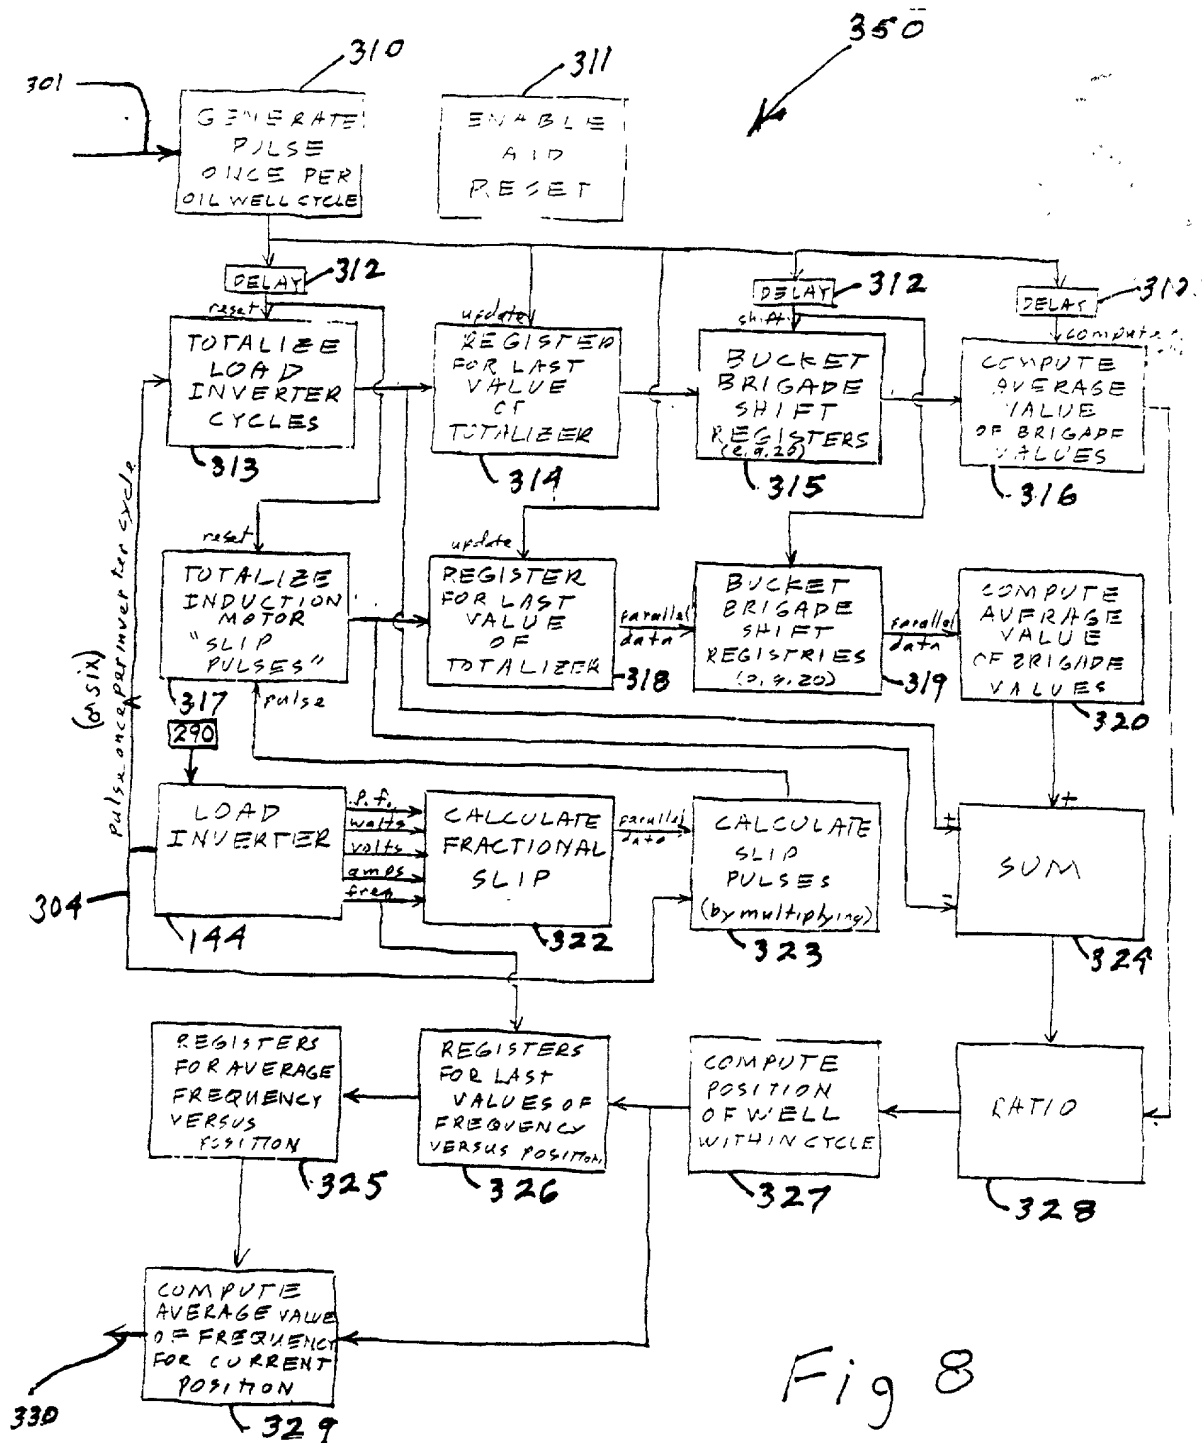 350
310
311
301
GENERATE
PULSE
ONCE PER
OIL WELL CYCLE
ENABLE
AID
RESET
DELAY
312
DELAY
312
DELAY
312
reset
update
shift
compute
TOTALIZE
LOAD
INVERTER
CYCLES
313
REGISTER
FOR LAST
VALUE
OF
TOTALIZER
314
BUCKET
BRIGADE
SHIFT
REGISTERS
(e.g.20)
315
COMPUTE
AVERAGE
VALUE
OF BRIGADE
VALUES
316
reset
update
TOTALIZE
INDUCTION
MOTOR
"SLIP
PULSES"
317
REGISTER
FOR LAST
VALUE
OF
TOTALIZER
318
parallel
data
BUCKET
BRIGADE
SHIFT
REGISTRIES
(e.g.20)
319
parallel
data
COMPUTE
AVERAGE
VALUE
OF BRIGADE
VALUES
320
pulse
290
(or six)
pulse once per inverter cycle
LOAD
INVERTER
144
304
p.f.
watts
volts
amps
freq
CALCULATE
FRACTIONAL
SLIP
322
parallel
data
CALCULATE
SLIP
PULSES
(by multiplying)
323
+
+
-
SUM
324
REGISTERS
FOR AVERAGE
FREQUENCY
VERSUS
POSITION
325
REGISTERS
FOR LAST
VALUES OF
FREQUENCY
VERSUS POSITION
326
COMPUTE
POSITION
OF WELL
WITHIN CYCLE
327
RATIO
328
COMPUTE
AVERAGE VALUE
OF FREQUENCY
FOR CURRENT
POSITION
329
330
Fig 8